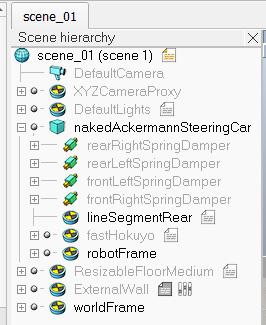 scene_01
Scene hierarchy
scene_01 (scene 1)
DefaultCamera
XYZCameraProxy
DefaultLights
nakedAckermannSteeringCar
rearRightSpringDamper
rearLeftSpringDamper
frontLeftSpringDamper
frontRightSpringDamper
lineSegmentRear
fastHokuyo
robotFrame
ResizableFloorMedium
ExternalWall
worldFrame